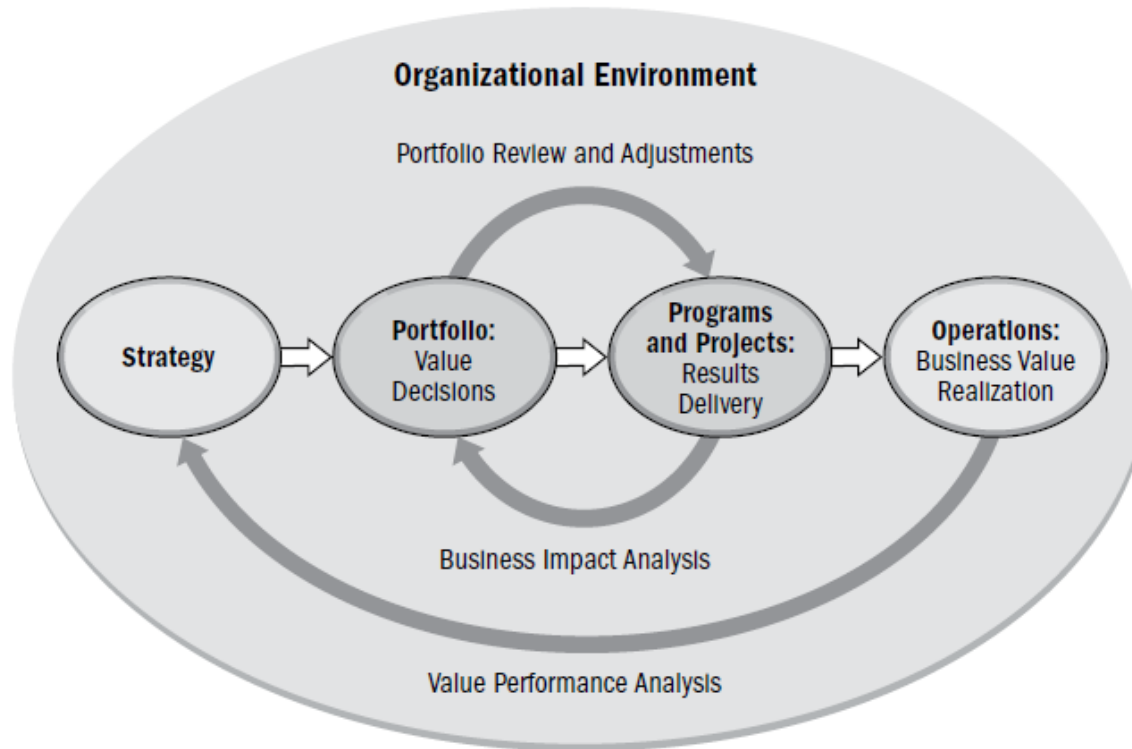 Organizational Environment
Portfolio Review and Adjustments
Strategy
Portfolio:
Value
Decisions
Programs
and Projects:
Results
Delivery
Operations:
Business Value
Realization
Business Impact Analysis
Value Performance Analysis